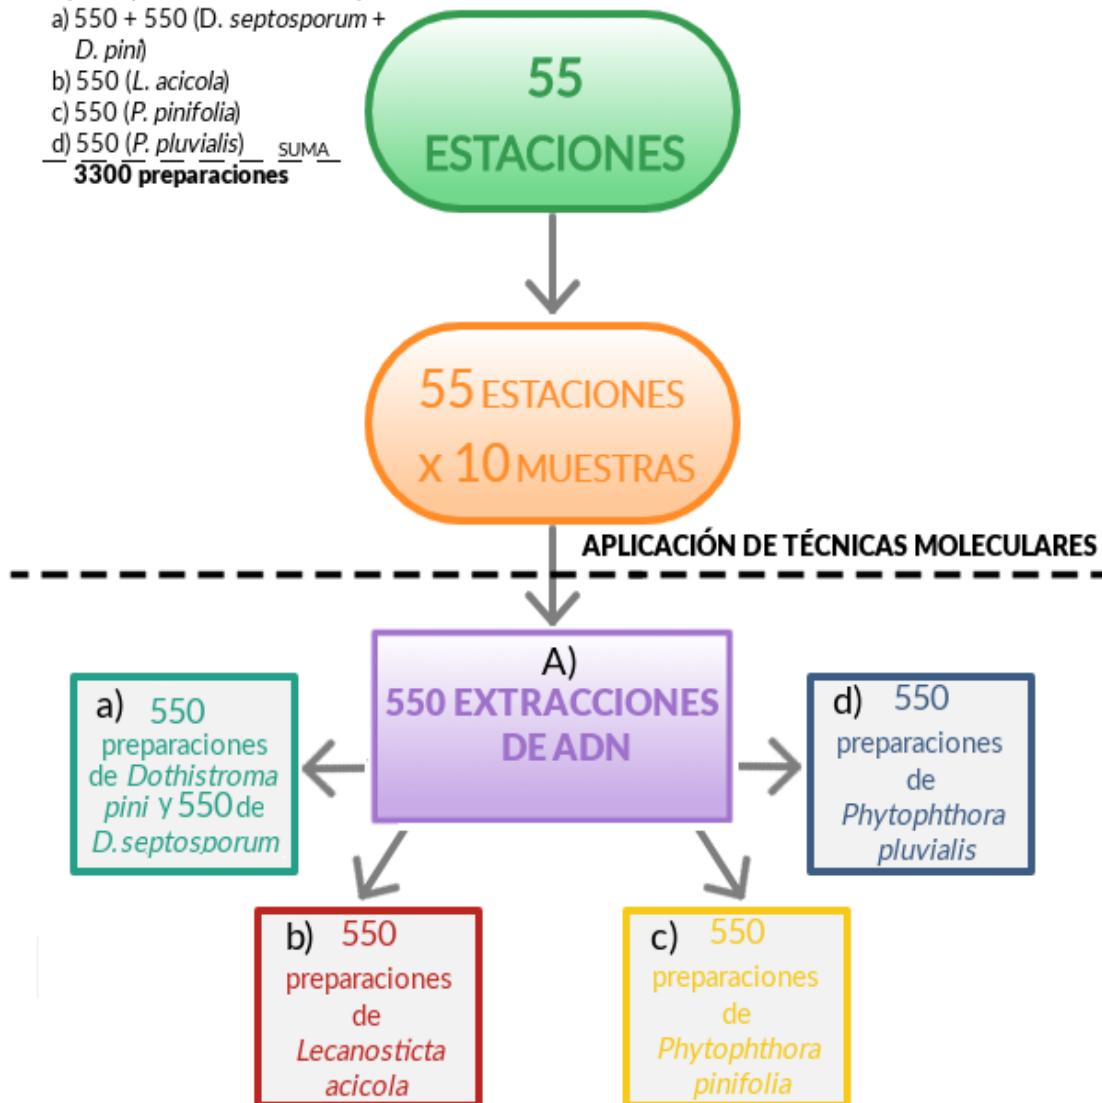 a) 550 + 550 (D. septosporum +
D. pini)
b) 550 (L. acicola)
c) 550 (P. pinifolia)
d) 550 (P. pluvialis) SUMA
3300 preparaciones
55
ESTACIONES
55 ESTACIONES
x 10 MUESTRAS
APLICACIÓN DE TÉCNICAS MOLECULARES
A)
550 EXTRACCIONES
DE ADN
a) 550
preparaciones
de Dothistroma
pini y 550 de
D. septosporum
d) 550
preparaciones
de
Phytophthora
pluvialis
b) 550
preparaciones
de
Lecanosticta
acicola
c) 550
preparaciones
de
Phytophthora
pinifolia